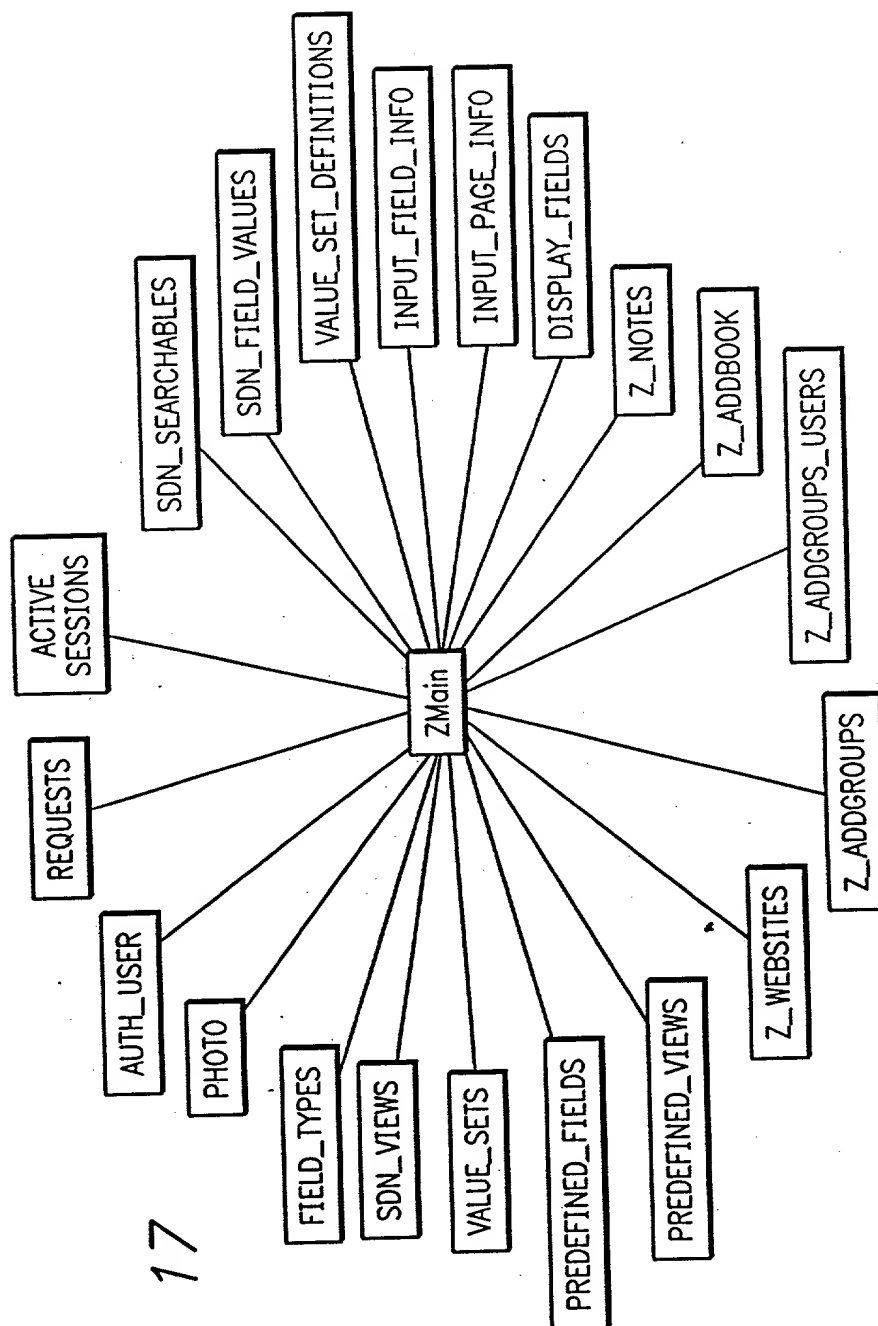 17
REQUESTS
ACTIVE
SESSIONS
AUTH_USER
SDN_SEARCHABLES
PHOTO
SDN_FIELD_VALUES
FIELD_TYPES
VALUE_SET_DEFINITIONS
SDN_VIEWS
INPUT_FIELD_INFO
ZMain
VALUE_SETS
INPUT_PAGE_INFO
PREDEFINED_FIELDS
DISPLAY_FIELDS
PREDEFINED_VIEWS
Z_NOTES
Z_WEBSITES
Z_ADDBOOK
Z_ADDGROUPS
Z_ADDGROUPS_USERS